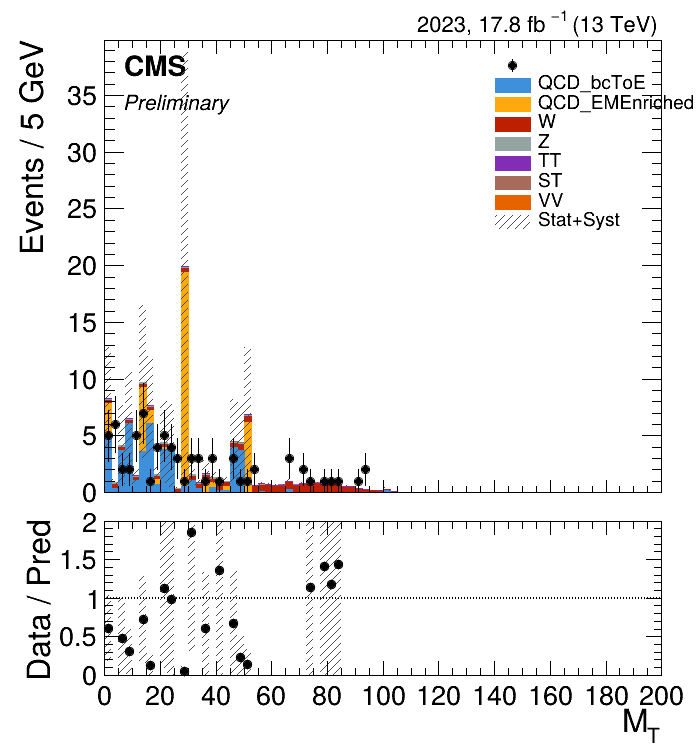 2023, 17.8 fb⁻¹ (13 TeV)
Events / 5 GeV
CMS
Preliminary
QCD_bcToE
QCD_EMEnriched
W
Z
TT
ST
VV
Stat+Syst
35
30
25
20
15
10
5
0
Data / Pred
2
1.5
1
0.5
0
0 20 40 60 80 100 120 140 160 180 200
M_T